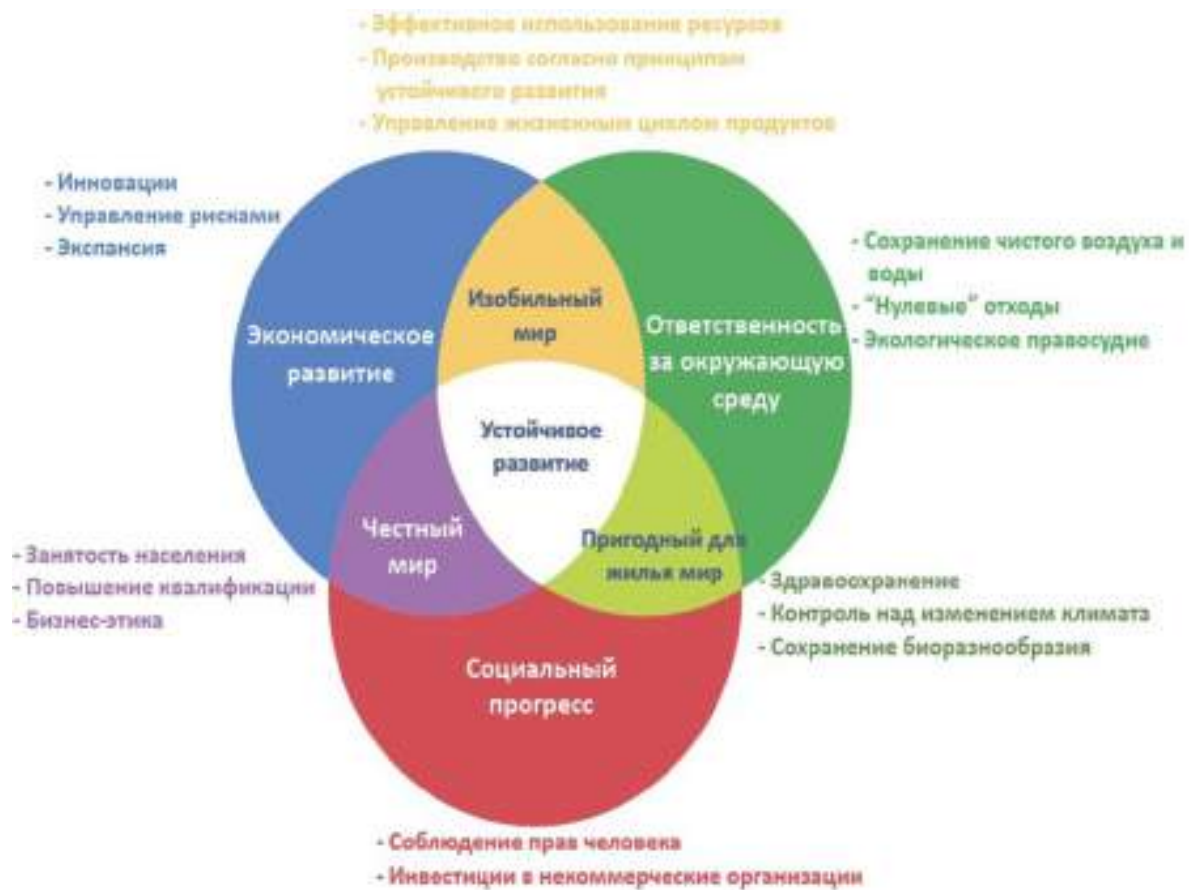 - Эффективное использование ресурсов
- Производство согласно принципам
устойчивого развития
- Управление жизненным циклом продуктов
- Инновации
- Управление рисками
- Экспансия
- Сохранение чистого воздуха и
воды
- “Нулевые” отходы
- Экологическое правосудие
Изобильный
мир
Экономическое
развитие
Ответственность
за окружающую
среду
Устойчивое
развитие
Честный
мир
Пригодный для
жилья мир
- Занятость населения
- Повышение квалификации
- Бизнес-этика
- Здравоохранение
- Контроль над изменением климата
- Сохранение биоразнообразия
Социальный
прогресс
- Соблюдение прав человека
- Инвестиции в некоммерческие организации